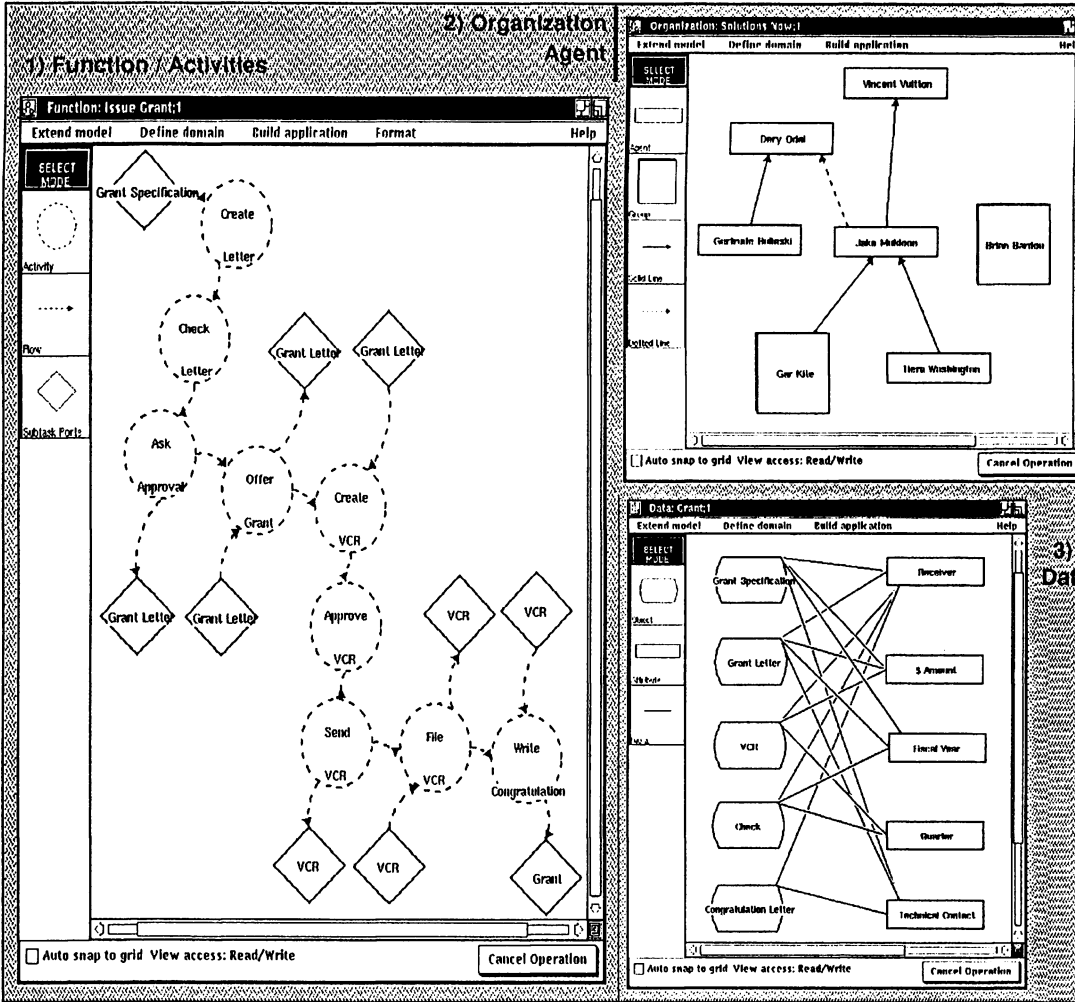 1) Function / Activities
2) Organization
Agent
Function: Issue Grant;1
Extend model Define domain Build application Format Help
SELECT
MODE
Activity
Flow
Subtask Ports
Grant Specification
Create
Letter
Check
Letter
Grant Letter
Grant Letter
Ask
Approval
Offer
Grant
Create
VCR
Grant Letter
Grant Letter
Approve
VCR
VCR
VCR
Send
VCR
File
VCR
Write
Congratulation
VCR
VCR
Grant
Auto snap to grid View access: Read/Write
Cancel Operation
Organization: Solutions Now;1
Extend model Define domain Build application Help
SELECT
MODE
Agent
Group
Solid Line
Dotted Line
Vincent Vuttion
Gertrude
Brian
Gar Kile
Washington
Auto snap to grid View access: Read/Write
Cancel Operation
3)
Data: Grant;1
Extend model Define domain Build application Help
SELECT
MODE
Object
Attribute
Grant Specification
Receiver
Grant Letter
$ Amount
VCR
Fiscal Year
Check
Quarter
Congratulation Letter
Technical Contact
Auto snap to grid View access: Read/Write
Cancel Operation